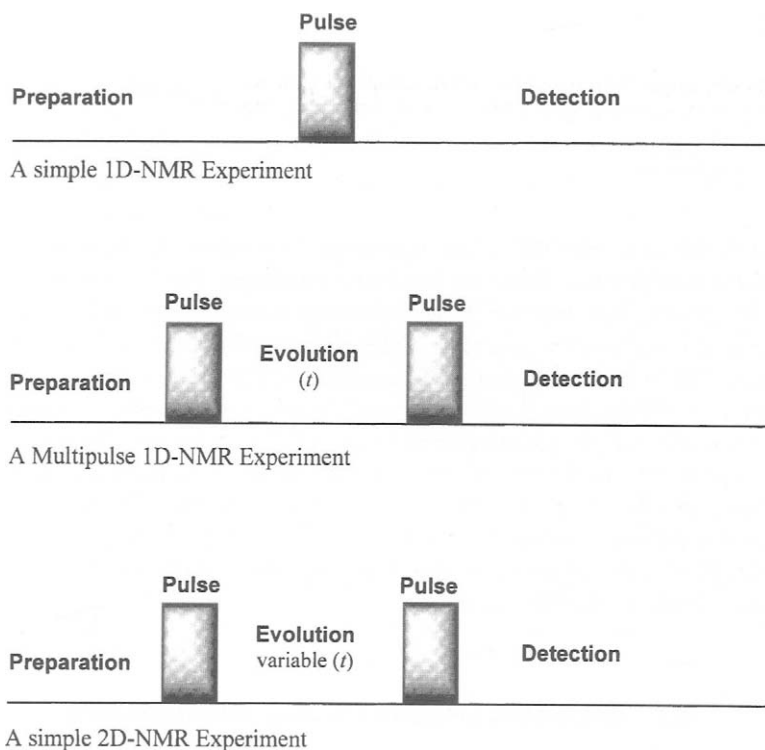 Pulse
Preparation
Detection
A simple 1D-NMR Experiment
Pulse
Pulse
Evolution
(t)
Preparation
Detection
A Multipulse 1D-NMR Experiment
Pulse
Pulse
Evolution
variable (t)
Preparation
Detection
A simple 2D-NMR Experiment